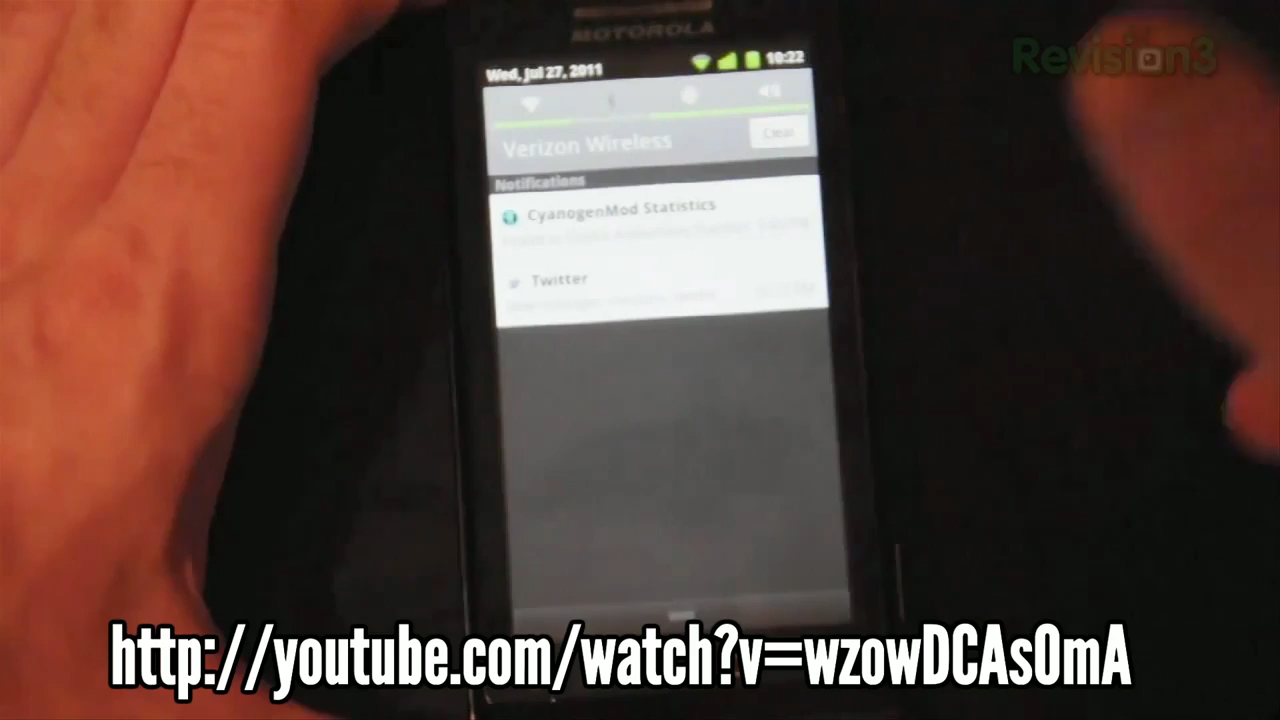 MOTOROLA
Revision3
Wed, Jul 27, 2011 10:22
Verizon Wireless
Clear
Notifications
CyanogenMod Statistics
Twitter
http://youtube.com/watch?v=wzowDCAsOmA